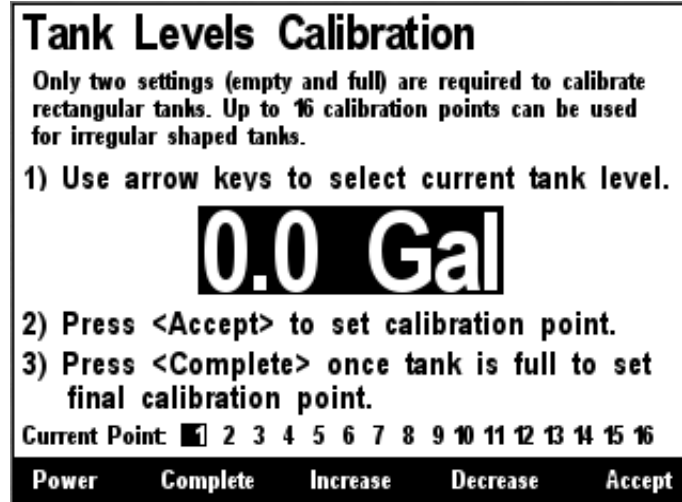 Tank Levels Calibration
Only two settings (empty and full) are required to calibrate
rectangular tanks. Up to 16 calibration points can be used
for irregular shaped tanks.
1) Use arrow keys to select current tank level.
0.0 Gal
2) Press <Accept> to set calibration point.
3) Press <Complete> once tank is full to set
final calibration point.
Current Point: 1 2 3 4 5 6 7 8 9 10 11 12 13 14 15 16
Power Complete Increase Decrease Accept